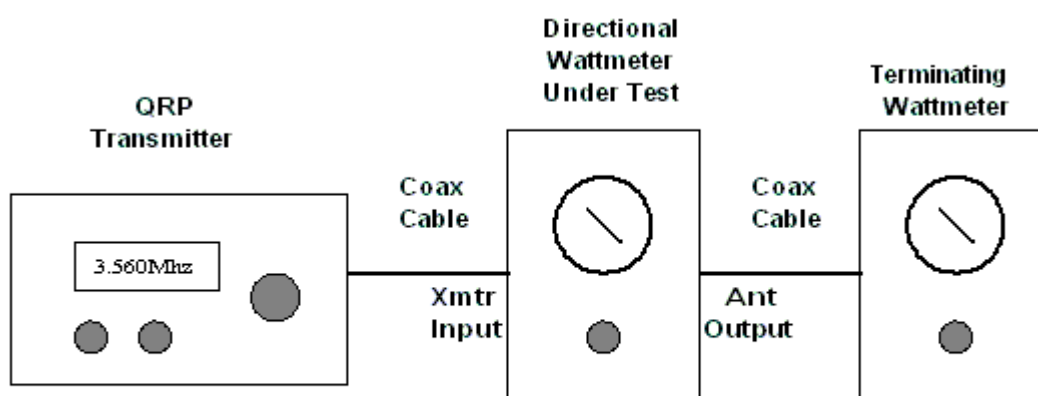 QRP
Transmitter
3.560Mhz
Coax
Cable
Xmtr
Input
Directional
Wattmeter
Under Test
Coax
Cable
Ant
Output
Terminating
Wattmeter